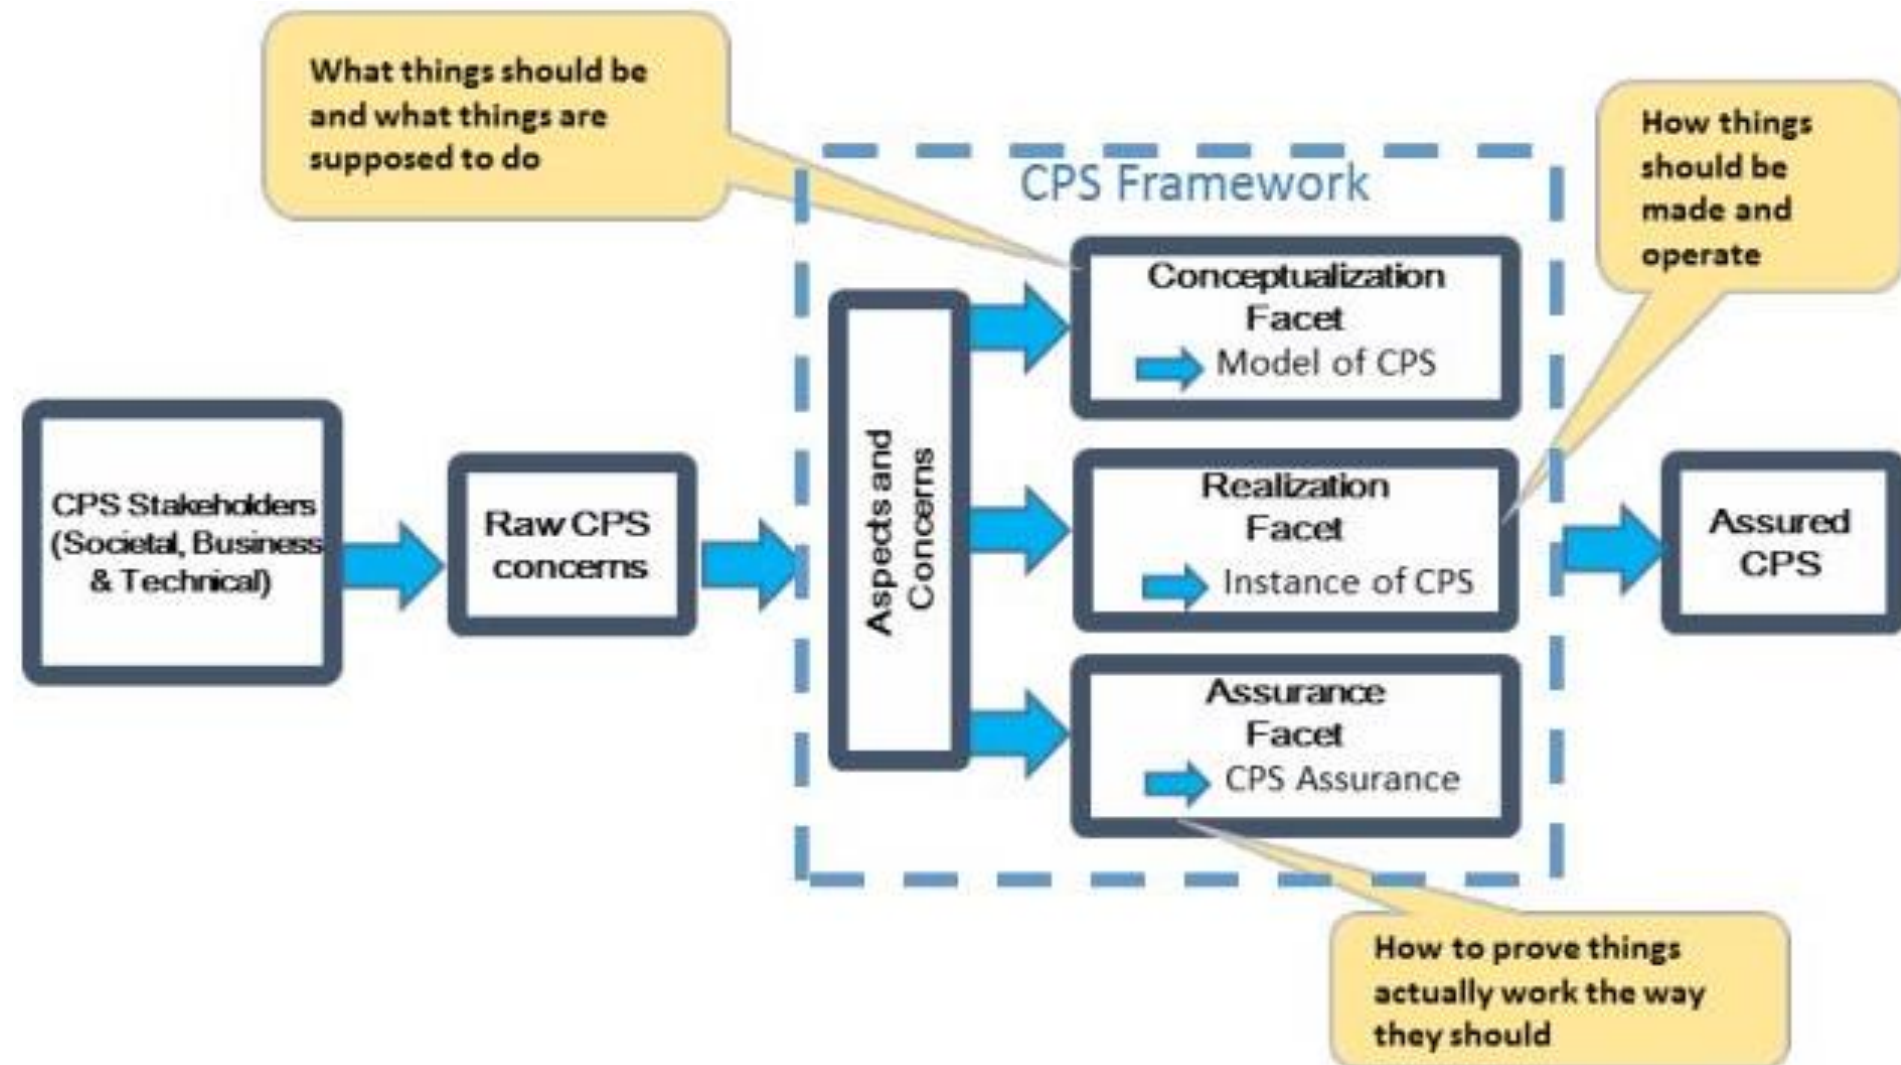 What things should be
and what things are
supposed to do
How things
should be
made and
operate
CPS Framework
CPS Stakeholders
(Societal, Business
& Technical)
Raw CPS
concerns
Aspects and
Concerns
Conceptualization
Facet
Model of CPS
Realization
Facet
Instance of CPS
Assurance
Facet
CPS Assurance
Assured
CPS
How to prove things
actually work the way
they should